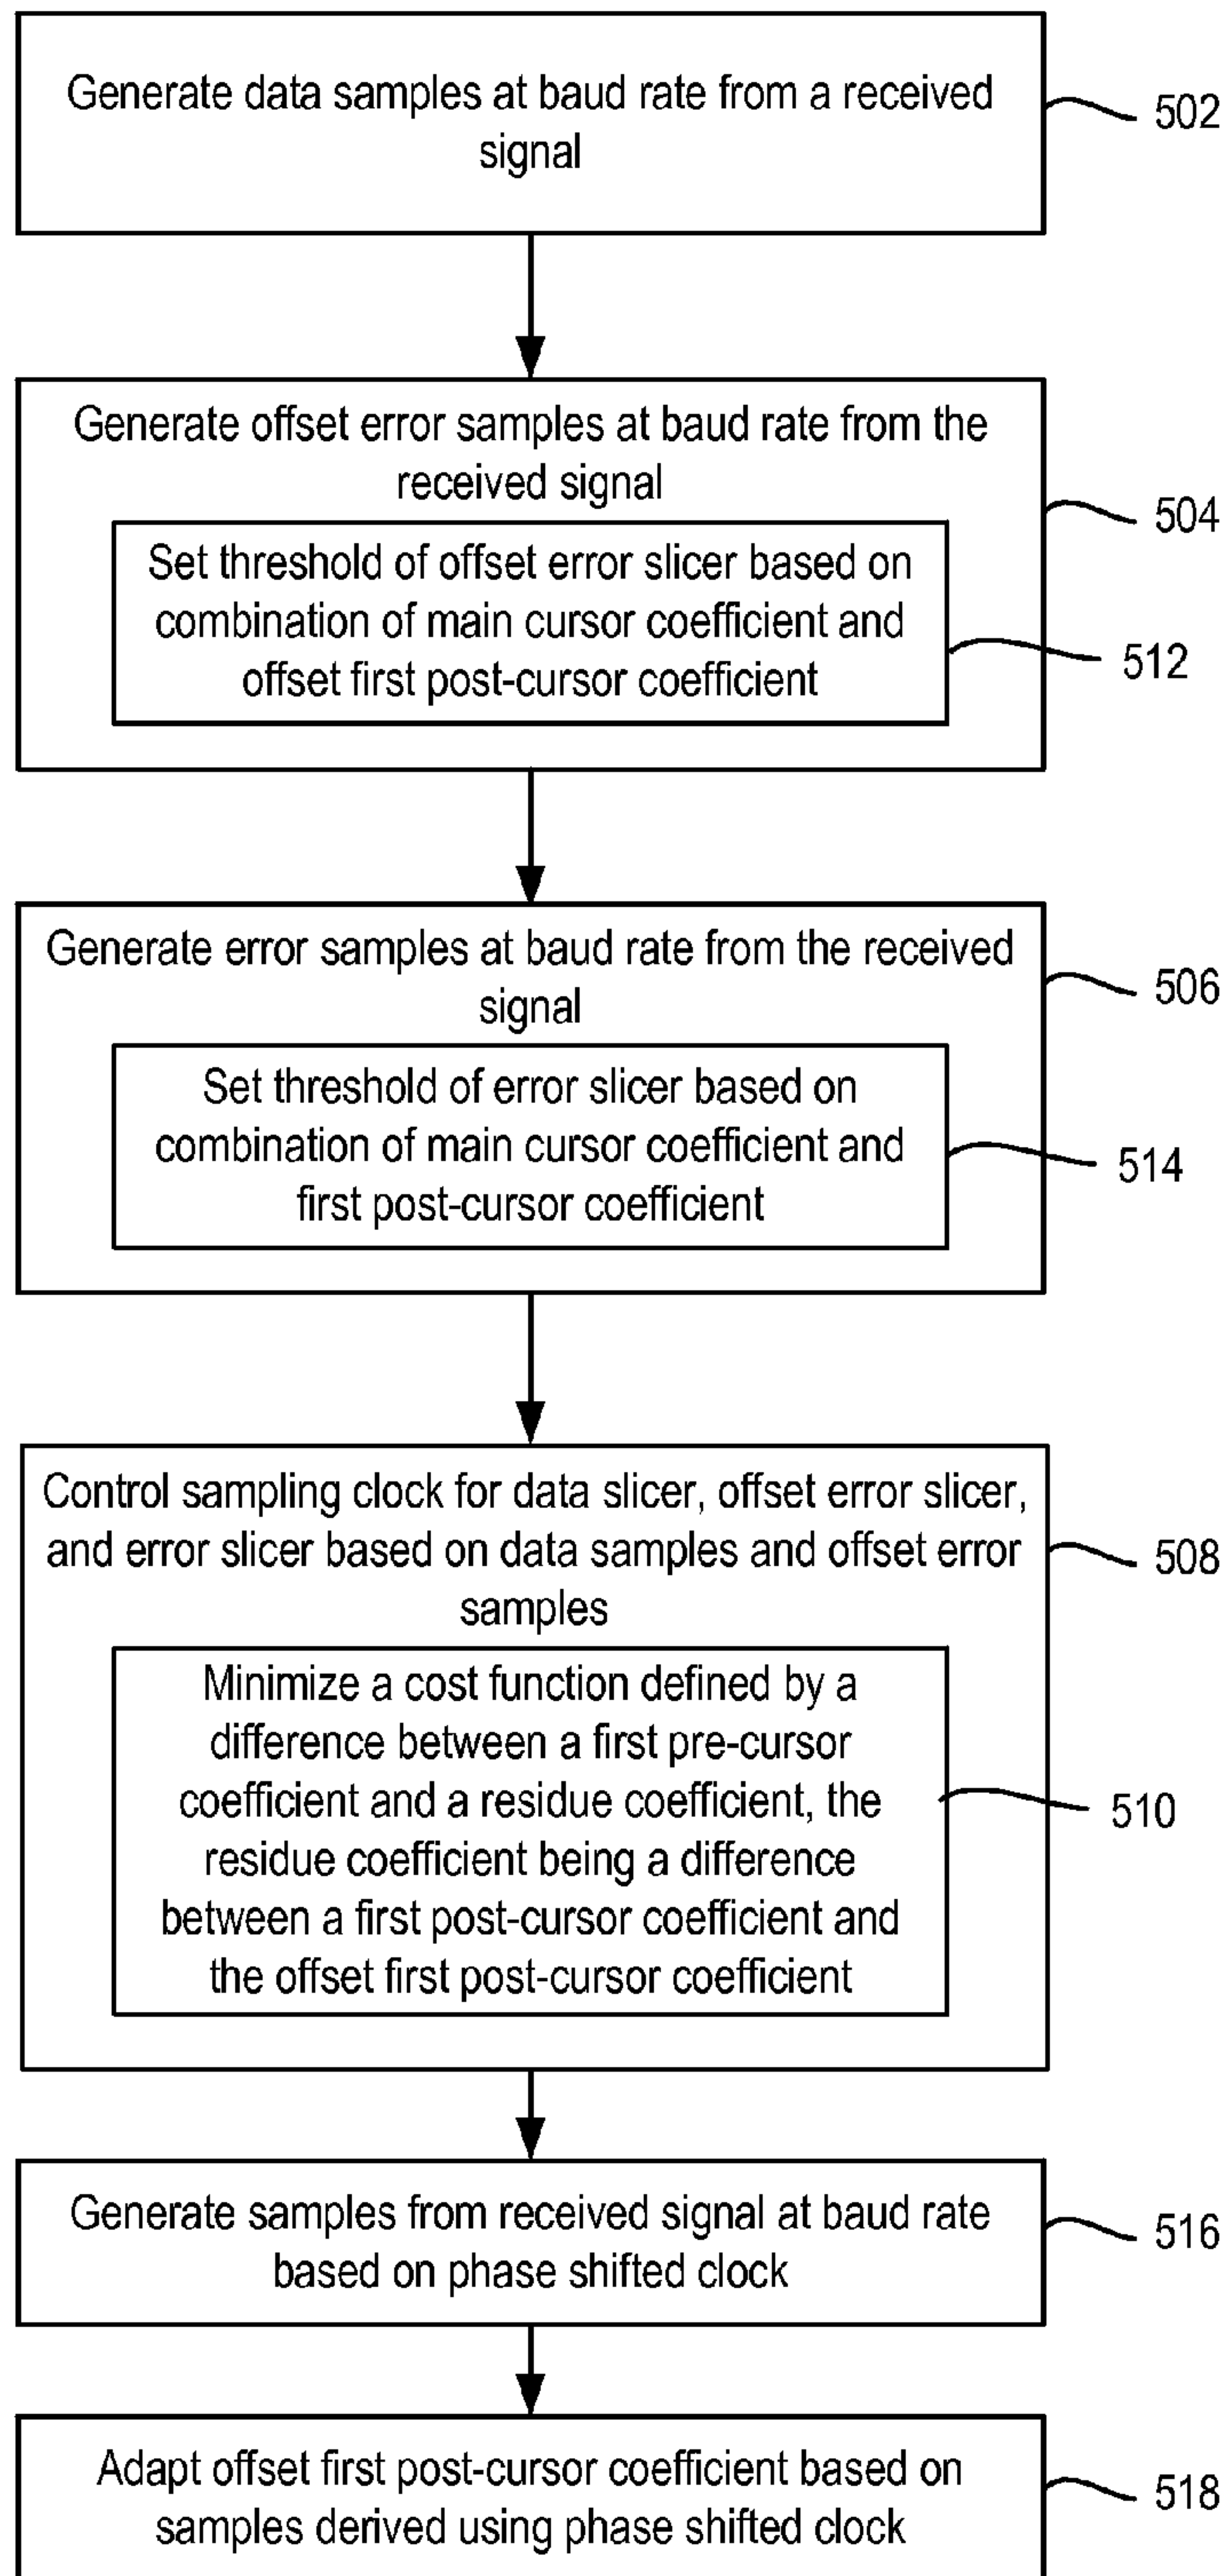 Generate data samples at baud rate from a received
signal
502
Generate offset error samples at baud rate from the
received signal
504
Set threshold of offset error slicer based on
combination of main cursor coefficient and
offset first post-cursor coefficient
512
Generate error samples at baud rate from the received
signal
506
Set threshold of error slicer based on
combination of main cursor coefficient and
first post-cursor coefficient
514
Control sampling clock for data slicer, offset error slicer,
and error slicer based on data samples and offset error
samples
508
Minimize a cost function defined by a
difference between a first pre-cursor
coefficient and a residue coefficient, the
residue coefficient being a difference
between a first post-cursor coefficient and
the offset first post-cursor coefficient
510
Generate samples from received signal at baud rate
based on phase shifted clock
516
Adapt offset first post-cursor coefficient based on
samples derived using phase shifted clock
518